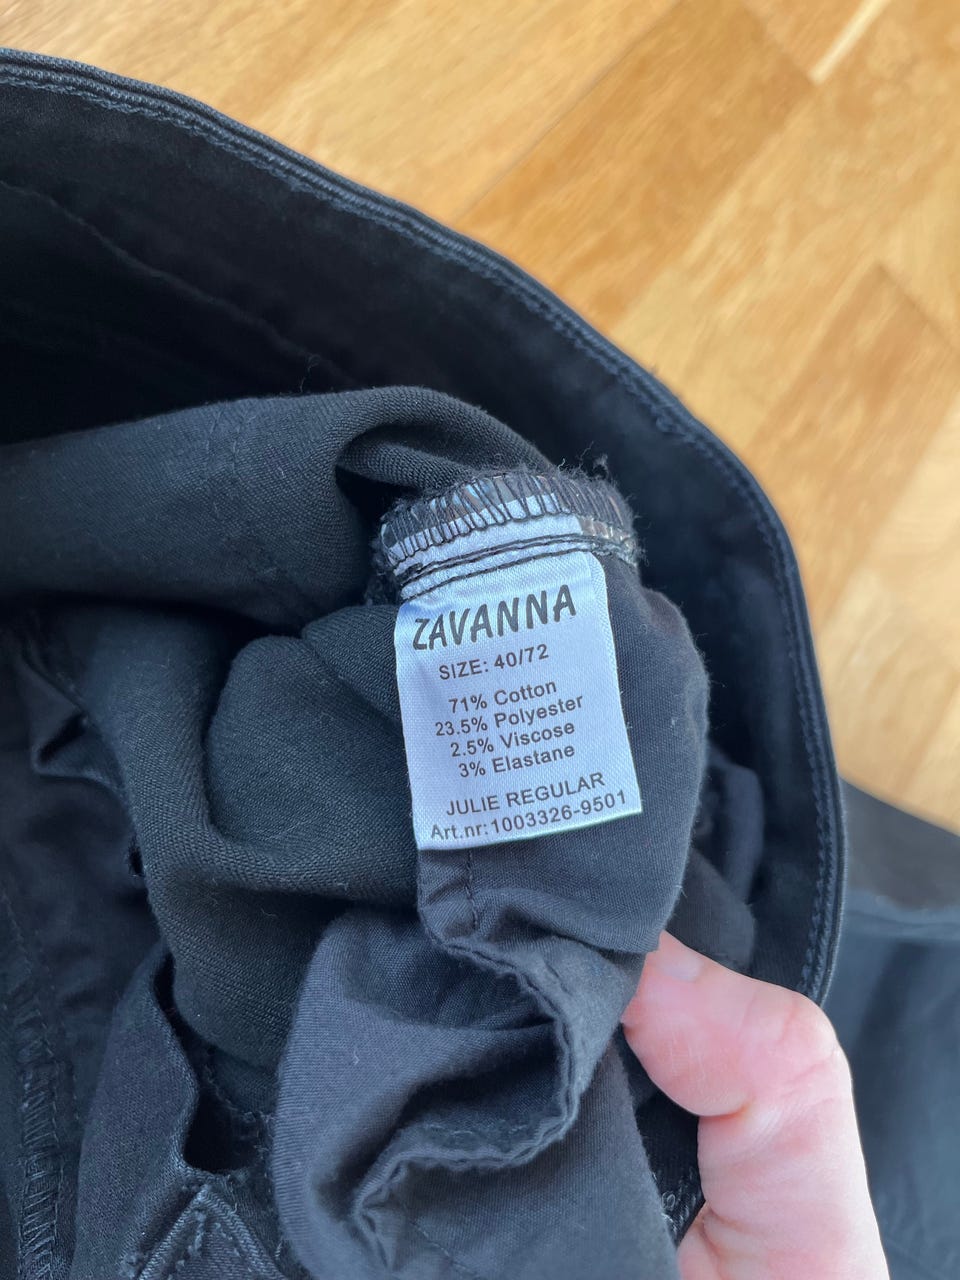 ZAVANNA
SIZE: 40/72
71% Cotton
23.5% Polyester
2.5% Viscose
3% Elastane
JULIE REGULAR
Art.nr:1003326-9501